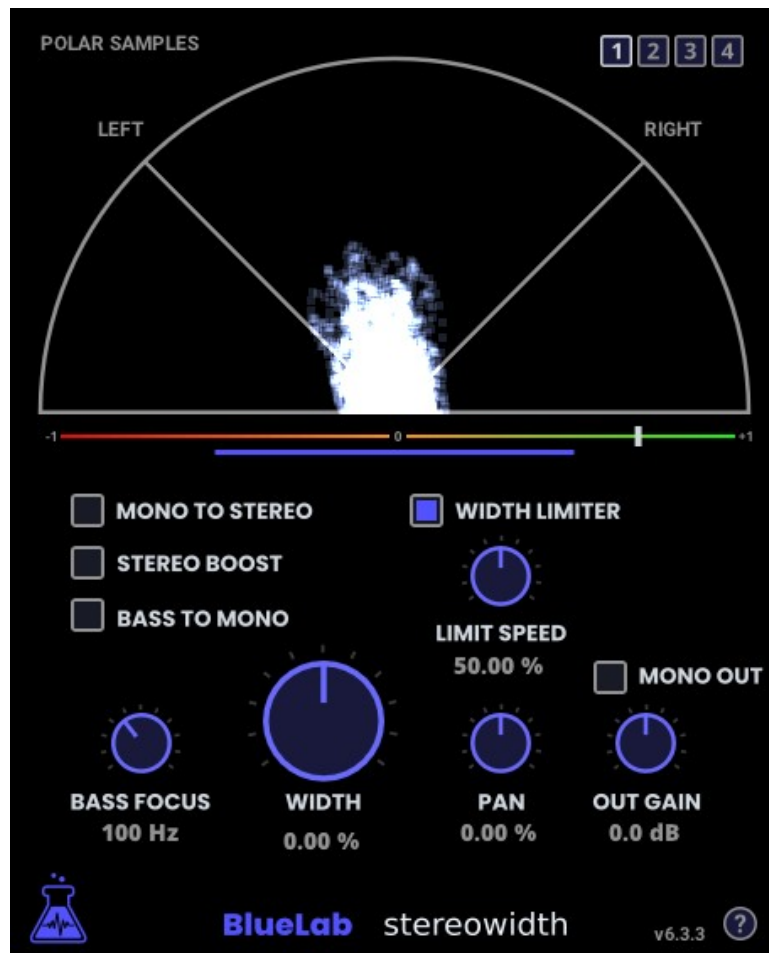 POLAR SAMPLES
1 2 3 4
LEFT RIGHT
-1 0 +1
MONO TO STEREO WIDTH LIMITER
STEREO BOOST
BASS TO MONO
LIMIT SPEED
50.00 %
MONO OUT
BASS FOCUS WIDTH PAN OUT GAIN
100 Hz 0.00 % 0.00 % 0.0 dB
BlueLab stereowidth v6.3.3 ?